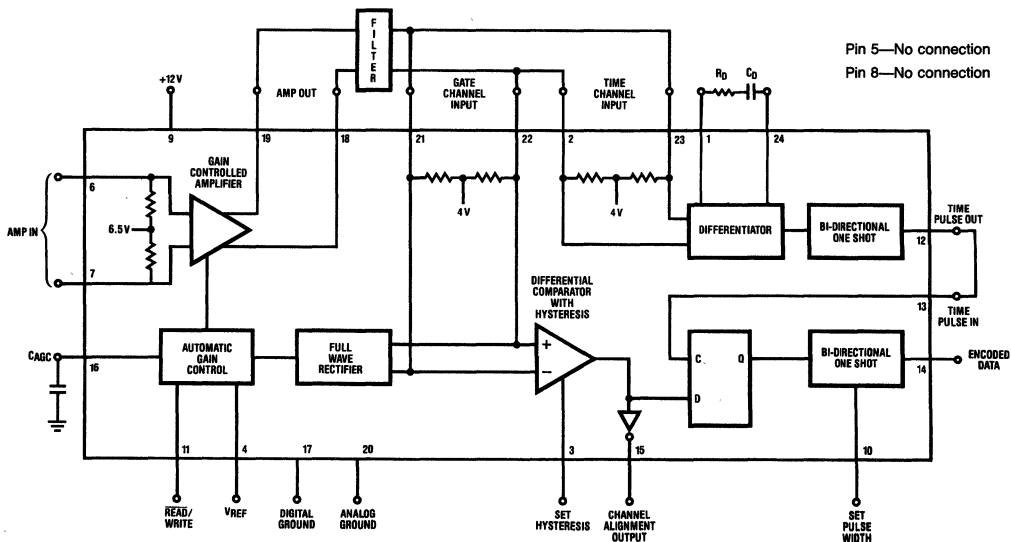 F
I
L
T
E
R
Pin 5—No connection
Pin 8—No connection
+12V
AMP OUT
GATE
CHANNEL
INPUT
TIME
CHANNEL
INPUT
RD
CD
9
19
18
21
22
2
23
1
24
6
GAIN
CONTROLLED
AMPLIFIER
AMP IN
6.5V
4V
4V
DIFFERENTIATOR
BI-DIRECTIONAL
ONE SHOT
12
TIME
PULSE OUT
7
DIFFERENTIAL
COMPARATOR
WITH
HYSTERESIS
13
TIME
PULSE IN
CAGC
16
AUTOMATIC
GAIN
CONTROL
FULL
WAVE
RECTIFIER
+
−
C
Q
D
BI-DIRECTIONAL
ONE SHOT
14
ENCODED
DATA
11
4
17
20
3
15
10
READ/
WRITE
VREF
DIGITAL
GROUND
ANALOG
GROUND
SET
HYSTERESIS
CHANNEL
ALIGNMENT
OUTPUT
SET
PULSE
WIDTH